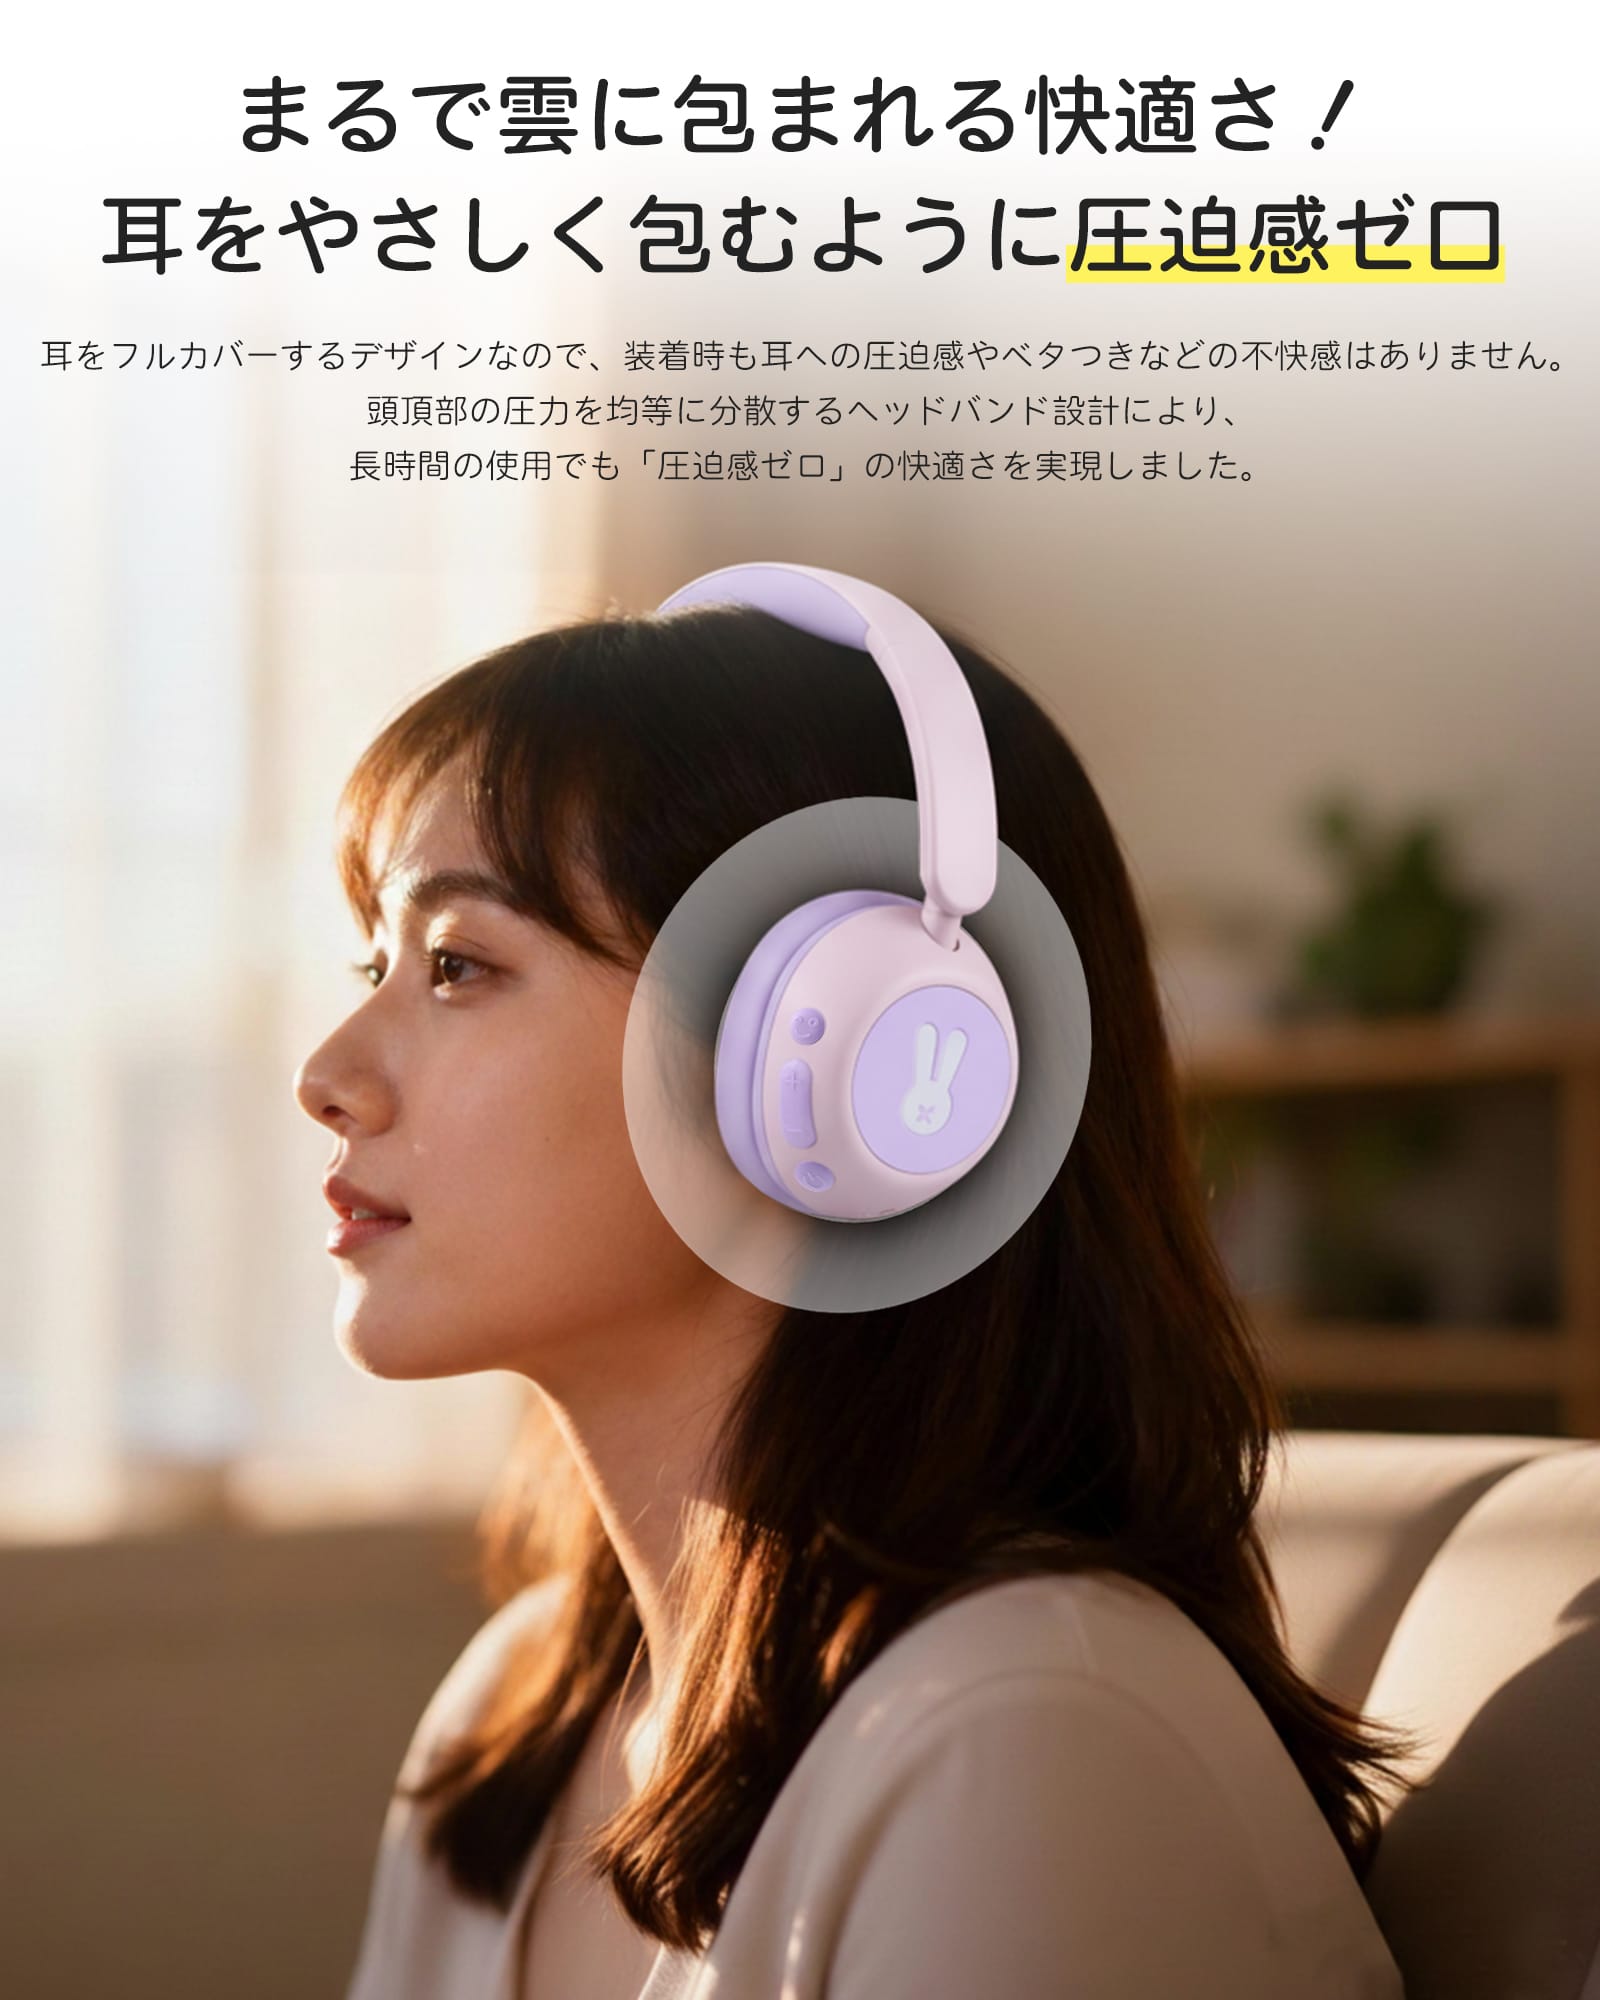 まるで雲に包まれる快適さ！
耳をやさしく包むように圧迫感ゼロ
耳をフルカバーするデザインなので、装着時も耳への圧迫感やベタつきなどの不快感はありません。
頭頂部の圧力を均等に分散するヘッドバンド設計により、
長時間の使用でも「圧迫感ゼロ」の快適さを実現しました。